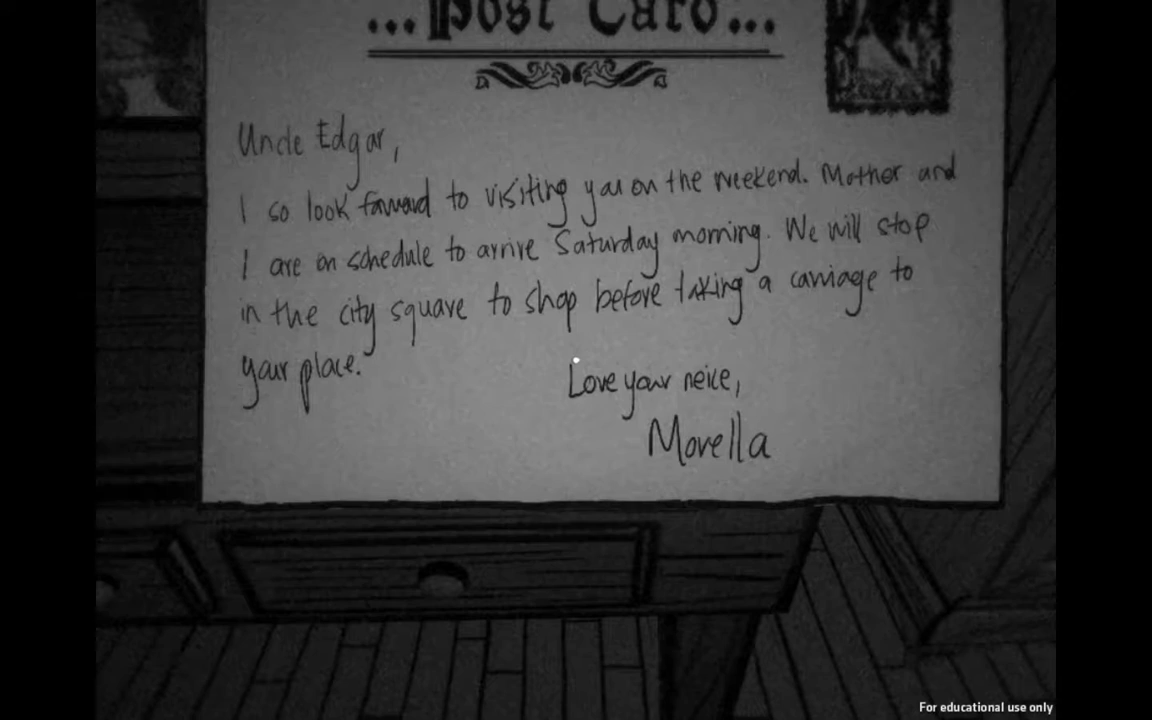 ...Post Card...
Uncle Edgar,
I so look forward to visiting you on the weekend. Mother and
I are on schedule to arrive Saturday morning. We will stop
in the city square to shop before taking a carriage to
your place.
Love your neice,
Morella
For educational use only